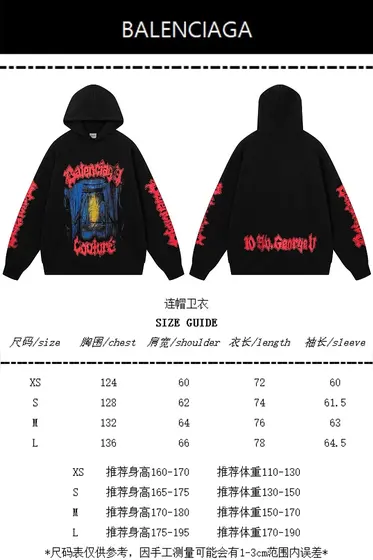 BALENCIAGA
Balenciaga
Couture
10 Av. George V
连帽卫衣
SIZE GUIDE
尺码/size 胸围/chest 肩宽/shoulder 衣长/length 袖长/sleeve
XS 124 60 72 60
S 128 62 74 61.5
M 132 64 76 63
L 136 66 78 64.5
XS 推荐身高160-170 推荐体重110-130
S 推荐身高165-175 推荐体重130-150
M 推荐身高170-180 推荐体重150-170
L 推荐身高175-195 推荐体重170-190
*尺码表仅供参考，因手工测量可能会有1-3cm范围内误差*